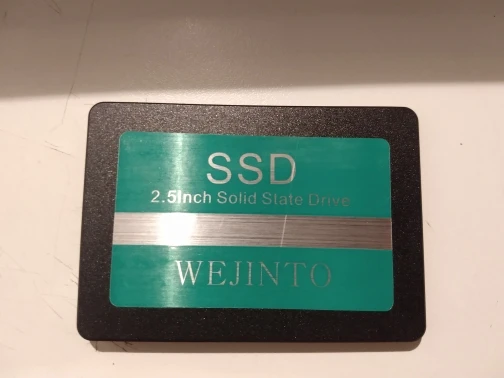 SSD
2.5Inch Solid State Drive
WEJINTO